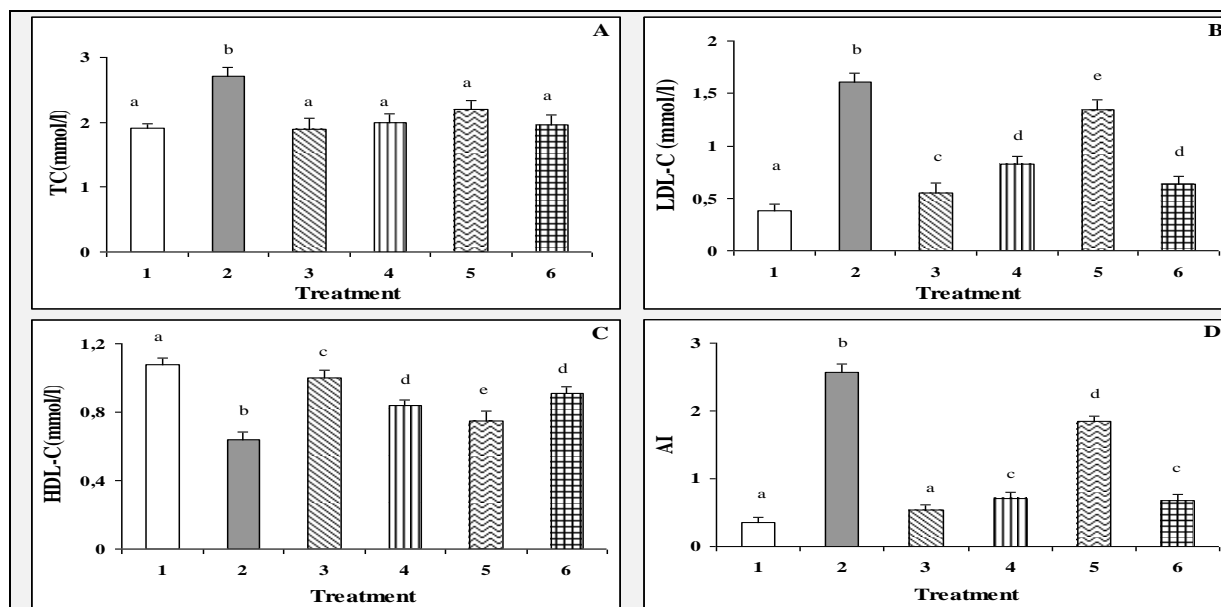 A
TC(mmol/l)
3
2
1
0
a b a a a a
1 2 3 4 5 6
Treatment
B
LDL-C (mmol/l)
2
1,5
1
0,5
0
a b c d e d
1 2 3 4 5 6
Treatment
C
HDL-C(mmol/l)
1,2
0,8
0,4
0
a b c d e d
1 2 3 4 5 6
Treatment
D
AI
3
2
1
0
a b a c d c
1 2 3 4 5 6
Treatment